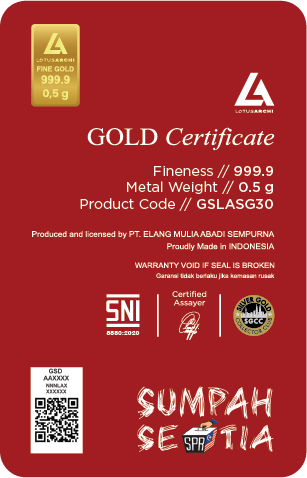 LOTUSARCHI
FINE GOLD
999.9
0,5 g
LOTUSARCHI
GOLD Certificate
Fineness // 999.9
Metal Weight // 0.5 g
Product Code // GSLASG30
Produced and licensed by PT. ELANG MULIA ABADI SEMPURNA
Proudly Made in INDONESIA
WARRANTY VOID IF SEAL IS BROKEN
Garansi tidak berlaku jika kemasan rusak
SNI
8880:2020
Certified
Assayer
SILVER GOLD
SGCC
COLLECTOR CLUB
GSD
AAXXXX
NNNLAX
XXXXXX
SUMPAH
SE TIA
SPR